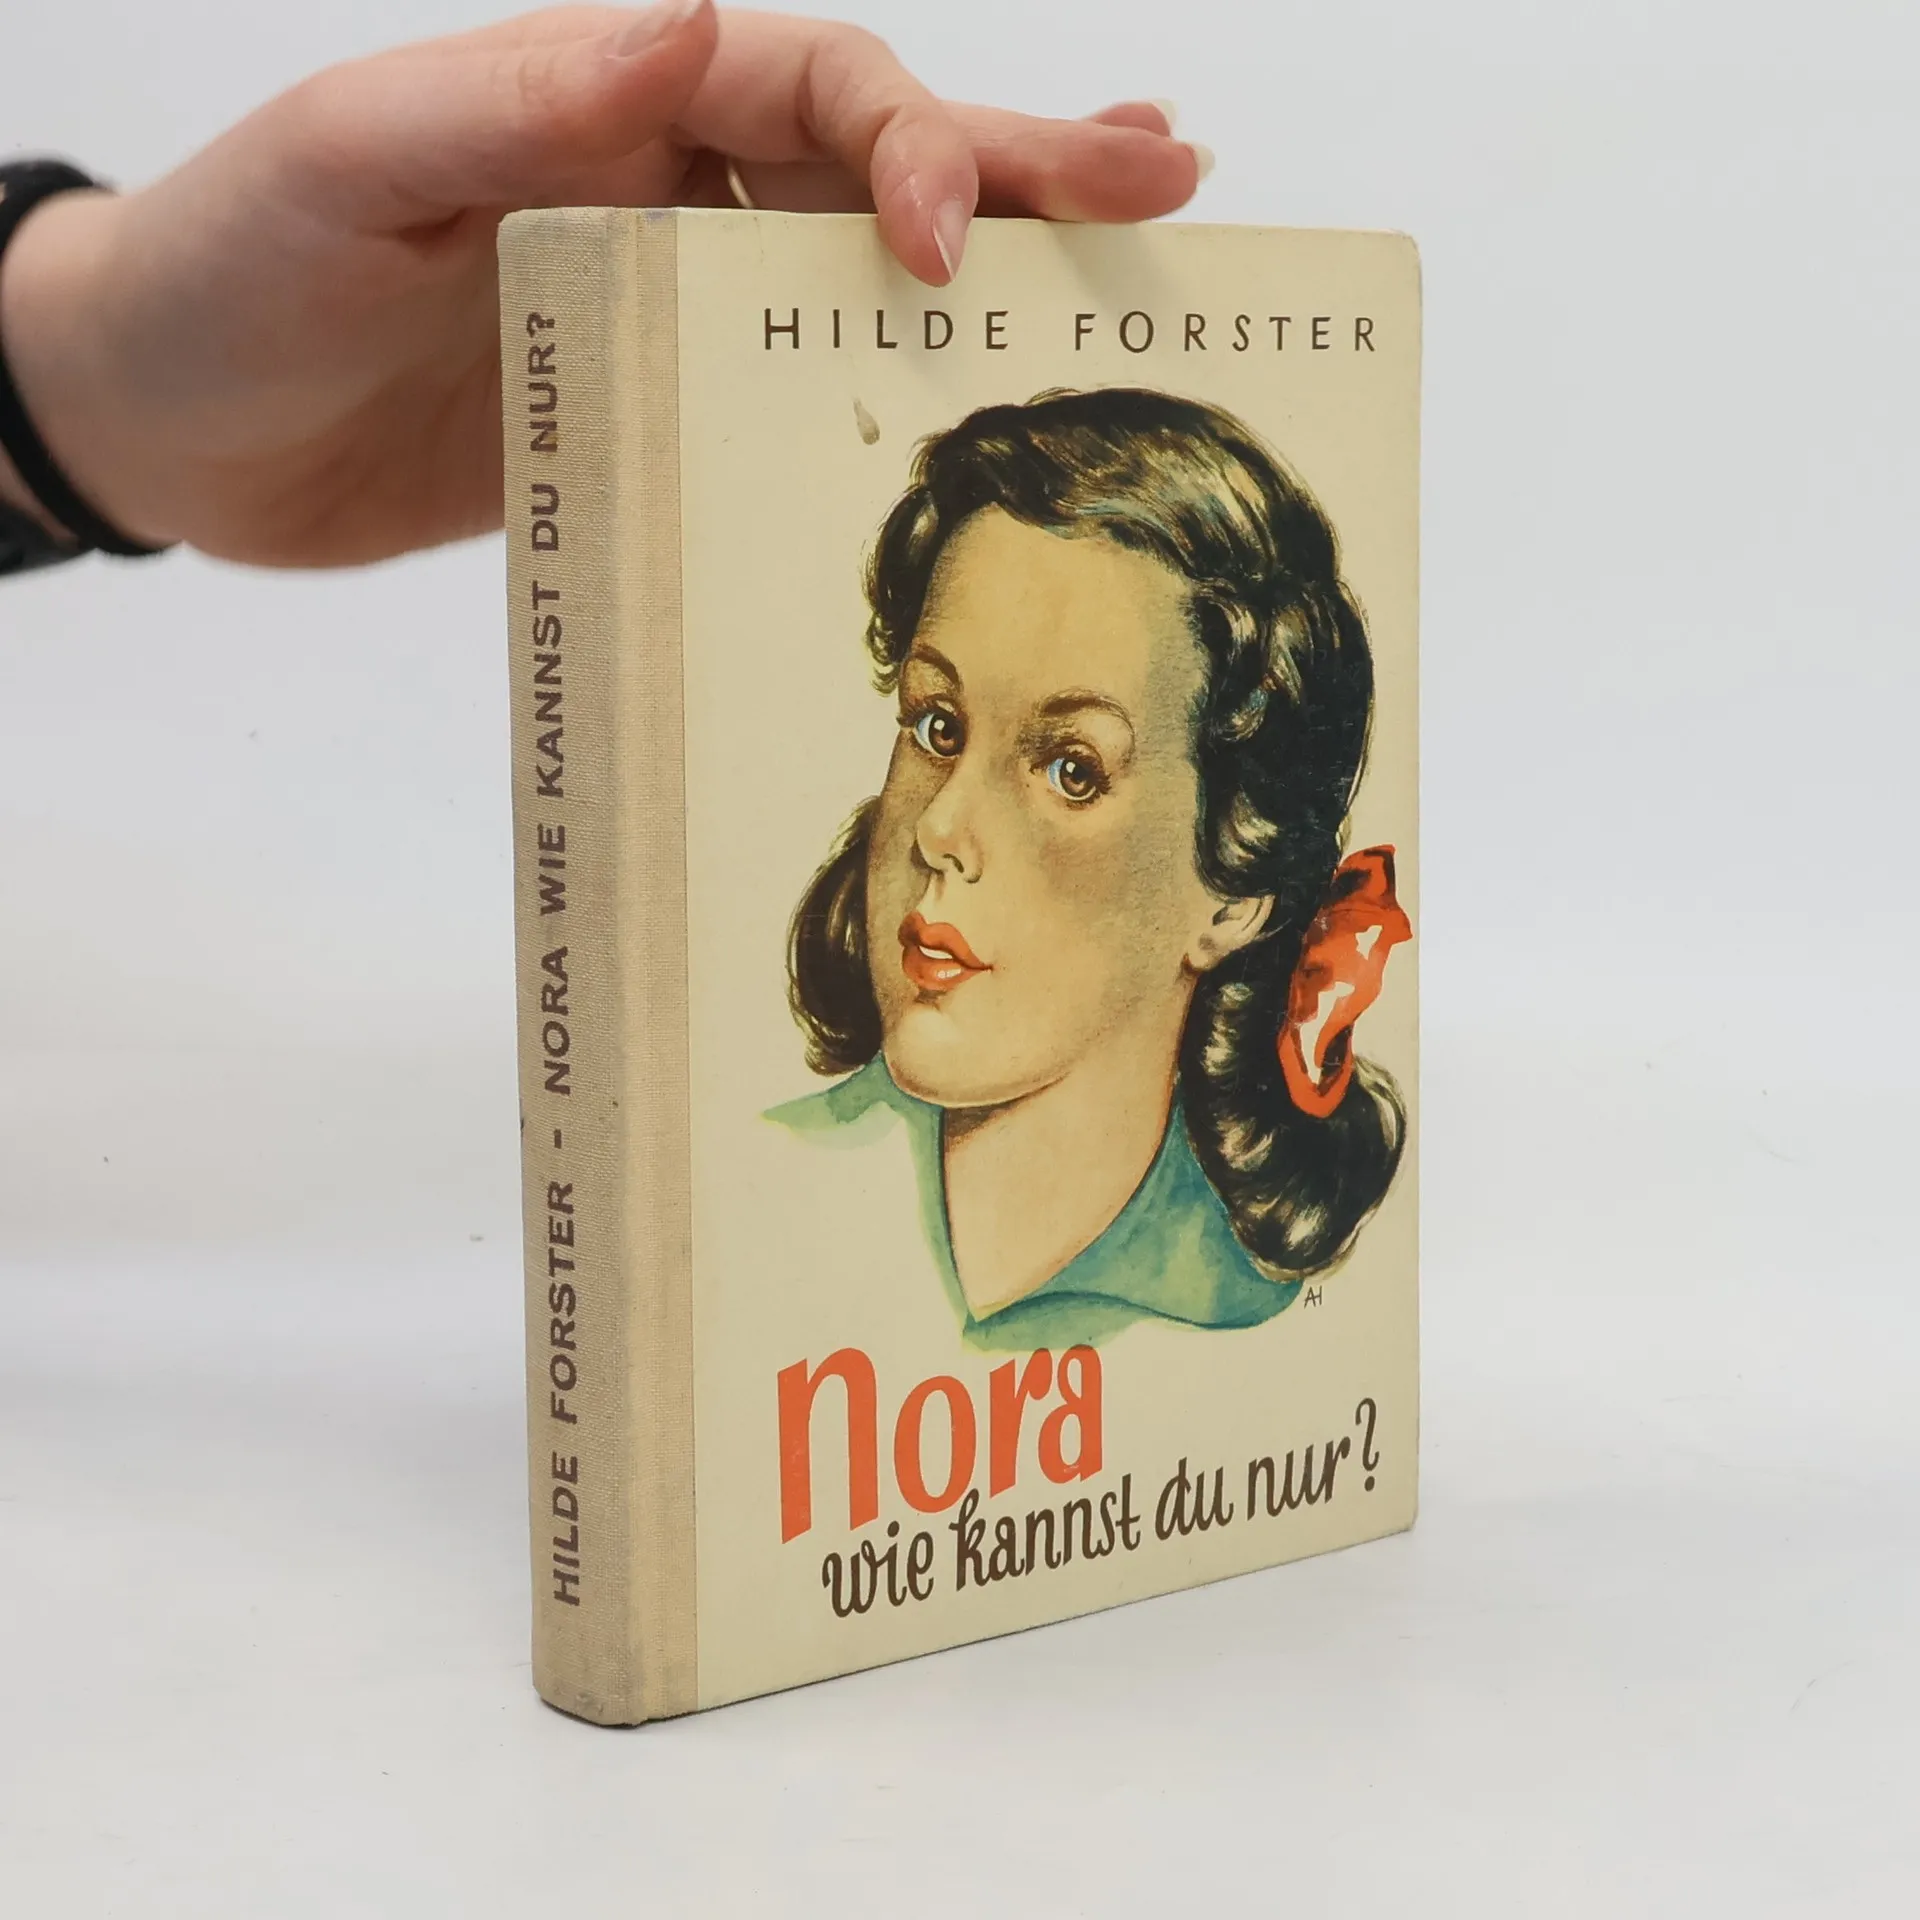 HILDE FORSTER - NORA WIE KANNST DU NUR?
HILDE FORSTER
AH
nora
wie kannst du nur?